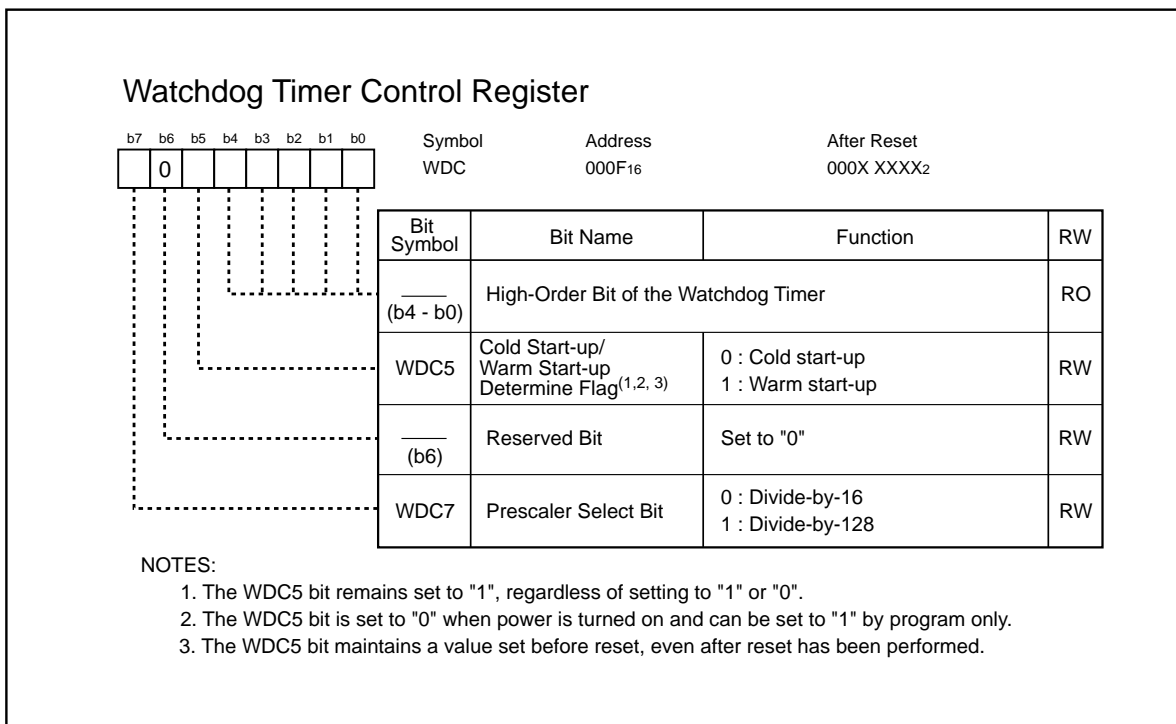 Watchdog Timer Control Register
b7 b6 b5 b4 b3 b2 b1 b0
0
Symbol Address After Reset
WDC 000F16 000X XXXX2
Bit Symbol Bit Name Function RW
(b4 - b0) High-Order Bit of the Watchdog Timer RO
WDC5 Cold Start-up/ Warm Start-up Determine Flag(1,2, 3) 0 : Cold start-up 1 : Warm start-up RW
(b6) Reserved Bit Set to "0" RW
WDC7 Prescaler Select Bit 0 : Divide-by-16 1 : Divide-by-128 RW
NOTES:
1. The WDC5 bit remains set to "1", regardless of setting to "1" or "0".
2. The WDC5 bit is set to "0" when power is turned on and can be set to "1" by program only.
3. The WDC5 bit maintains a value set before reset, even after reset has been performed.